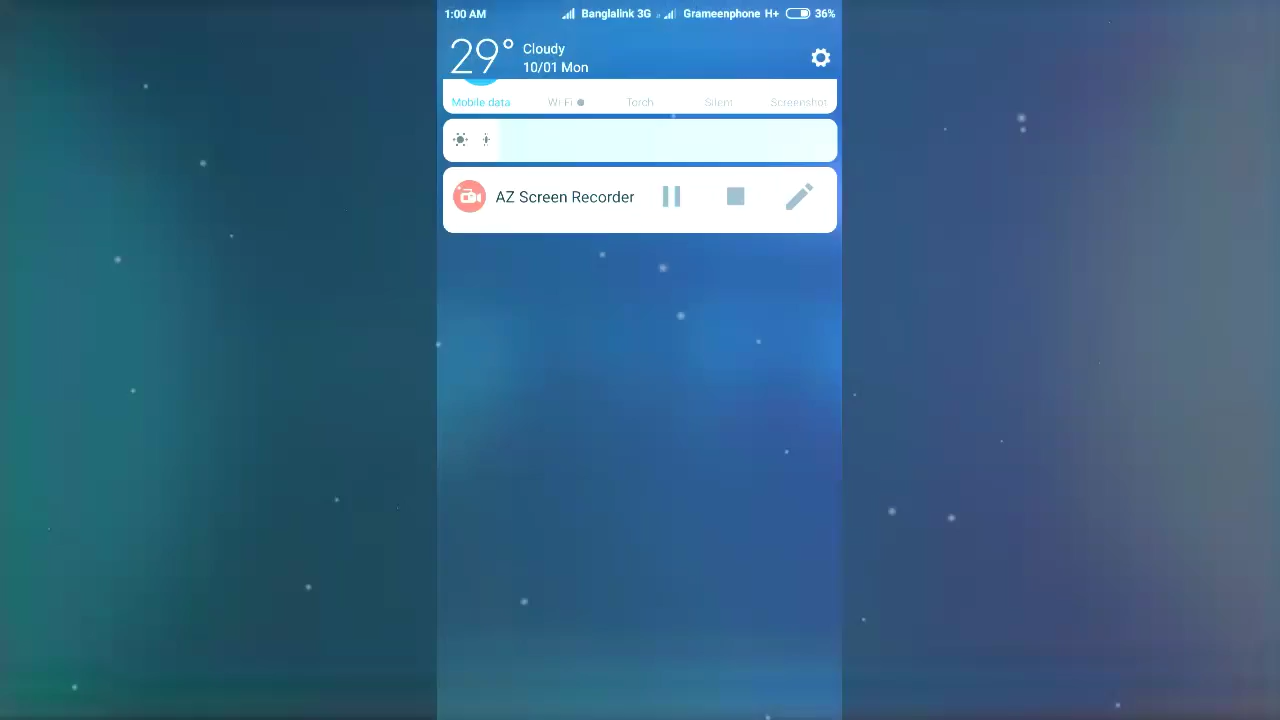 1:00 AM Banglalink 3G Grameenphone H+ 36%
29° Cloudy
10/01 Mon
Mobile data Wi Fi Torch Silent Screenshot
AZ Screen Recorder